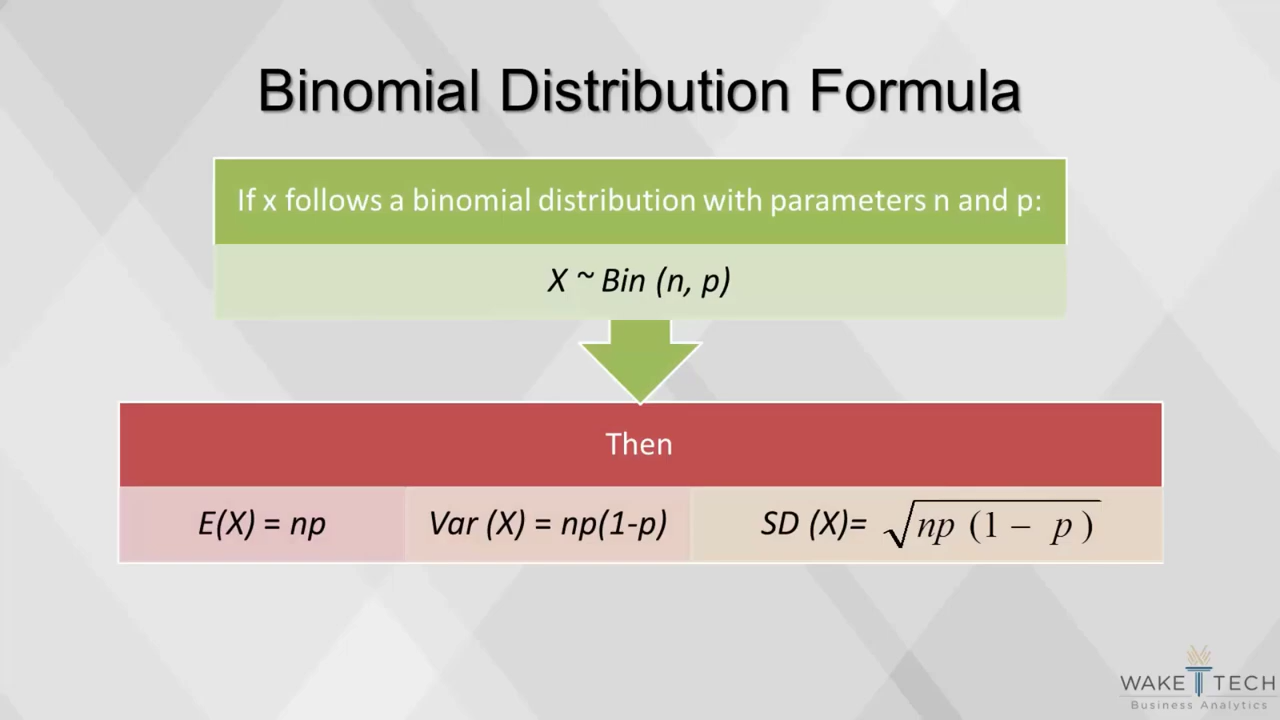 Binomial Distribution Formula
If x follows a binomial distribution with parameters n and p:
X ~ Bin (n, p)
Then
E(X) = np
Var (X) = np(1-p)
SD (X)= √np (1 – p )
WAKE TECH
Business Analytics